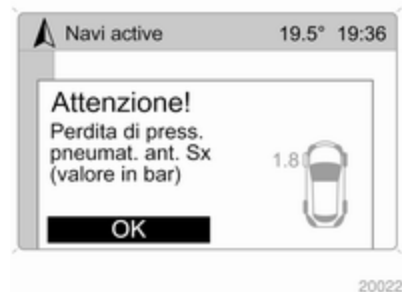 Navi active 19.5° 19:36
Attenzione!
Perdita di press.
pneumat. ant. Sx
(valore in bar)
1.8
OK
20022